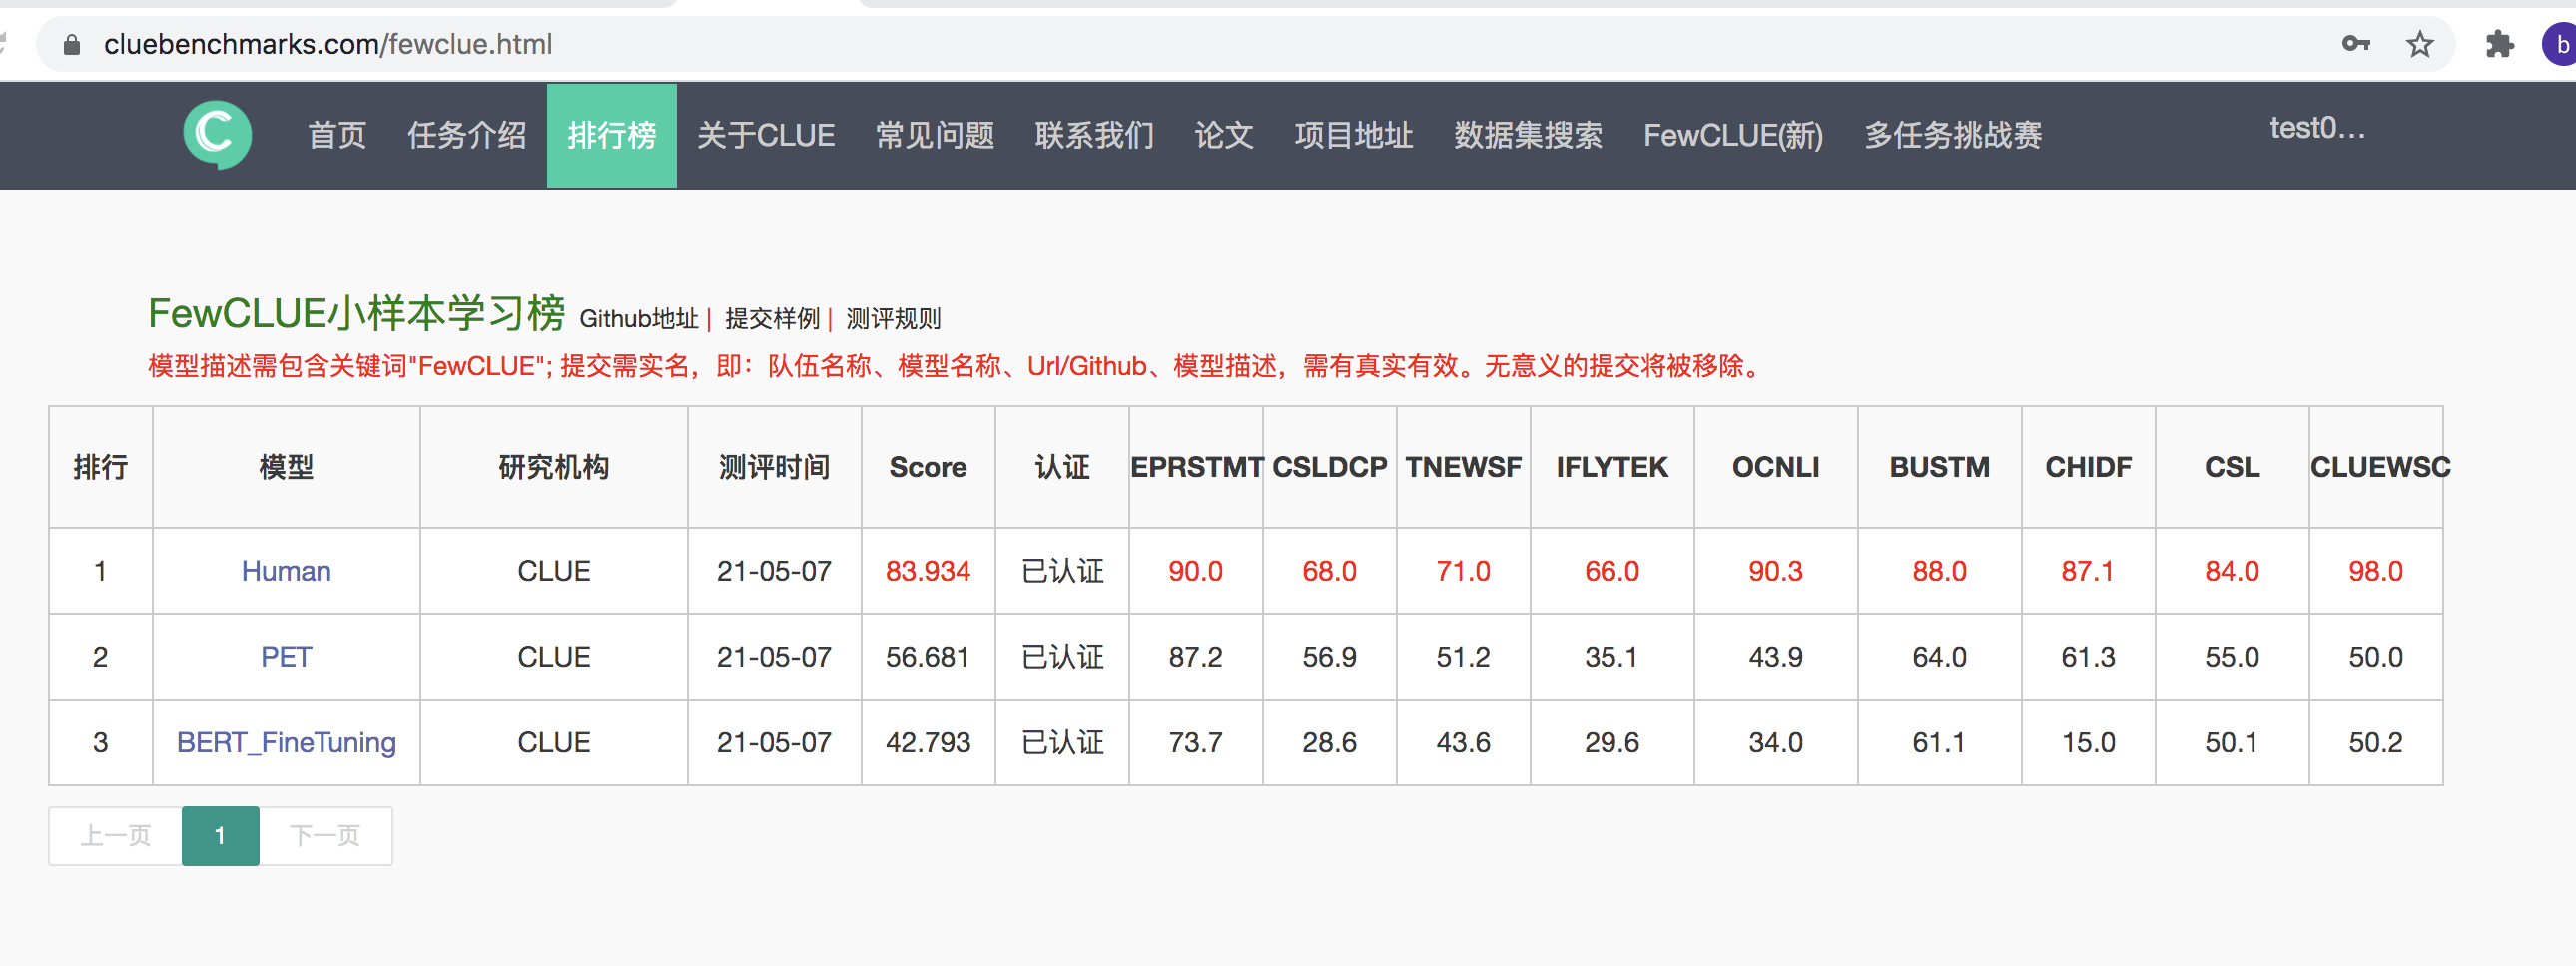 cluebenchmarks.com/fewclue.html
b
首页 任务介绍 排行榜 关于CLUE 常见问题 联系我们 论文 项目地址 数据集搜索 FewCLUE(新) 多任务挑战赛 test0...
FewCLUE小样本学习榜 Github地址 | 提交样例 | 测评规则
模型描述需包含关键词"FewCLUE"; 提交需实名，即：队伍名称、模型名称、Url/Github、模型描述，需有真实有效。无意义的提交将被移除。
排行 模型 研究机构 测评时间 Score 认证 EPRSTMT CSLDCP TNEWSF IFLYTEK OCNLI BUSTM CHIDF CSL CLUEWSC
1 Human CLUE 21-05-07 83.934 已认证 90.0 68.0 71.0 66.0 90.3 88.0 87.1 84.0 98.0
2 PET CLUE 21-05-07 56.681 已认证 87.2 56.9 51.2 35.1 43.9 64.0 61.3 55.0 50.0
3 BERT_FineTuning CLUE 21-05-07 42.793 已认证 73.7 28.6 43.6 29.6 34.0 61.1 15.0 50.1 50.2
上一页 1 下一页